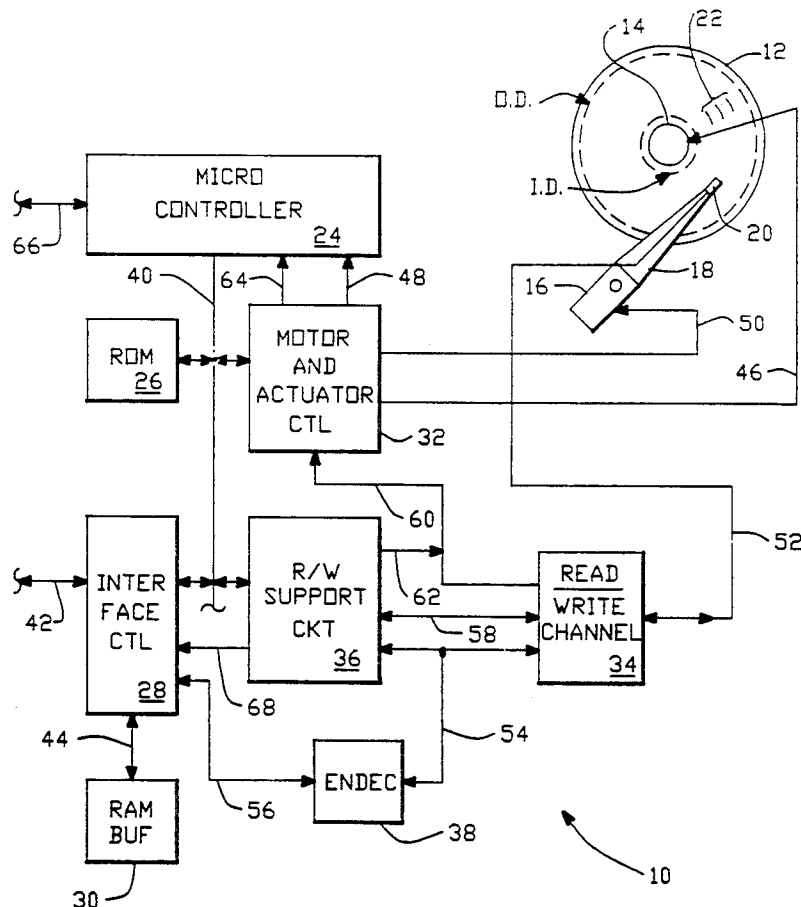 14
22
12
O.D.
I.D.
20
18
16
50
46
MICRO
CONTROLLER
24
66
40
64
48
ROM
26
MOTOR
AND
ACTUATOR
CTL
32
60
52
INTER
FACE
CTL
28
42
R/W
SUPPORT
CKT
36
62
58
READ
WRITE
CHANNEL
34
68
44
54
56
ENDEC
38
RAM
BUF
30
10